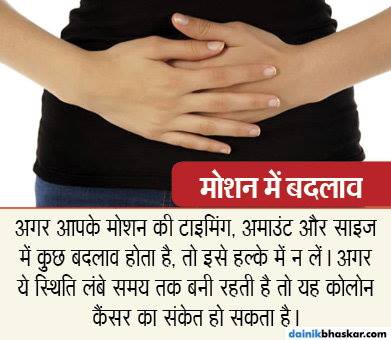 मोशन में बदलाव
अगर आपके मोशन की टाइमिंग, अमाउंट और साइज
में कुछ बदलाव होता है, तो इसे हल्के में न लें। अगर
ये स्थिति लंबे समय तक बनी रहती है तो यह कोलोन
कैंसर का संकेत हो सकता है।
dainikbhaskar.com